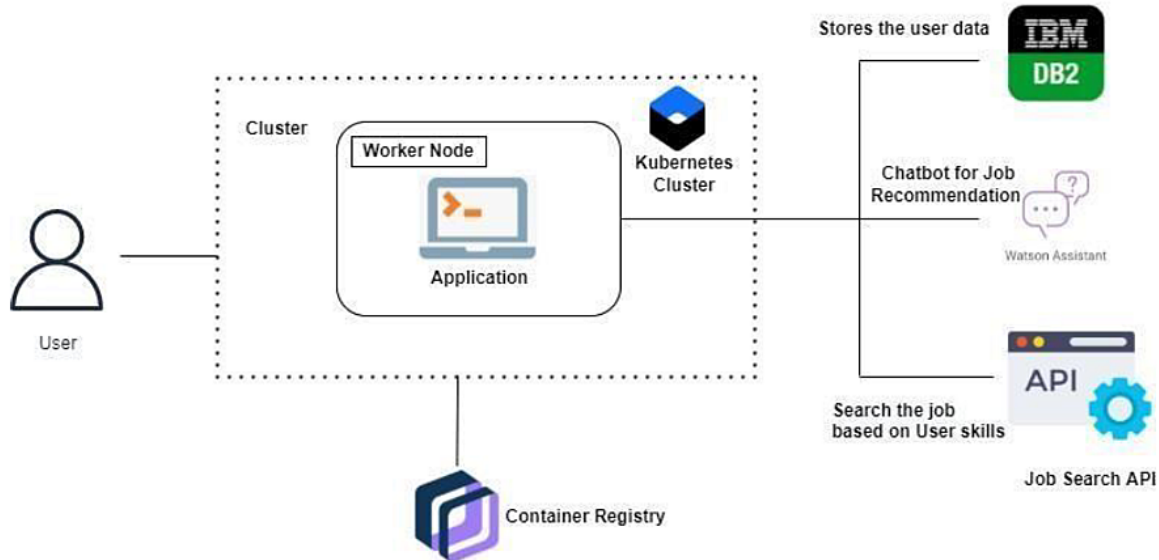 Stores the user data
IBM
DB2
Cluster
Worker Node
Kubernetes
Cluster
Application
Chatbot for Job
Recommendation
?
Watson Assistant
User
API
Search the job
based on User skills
Job Search API
Container Registry